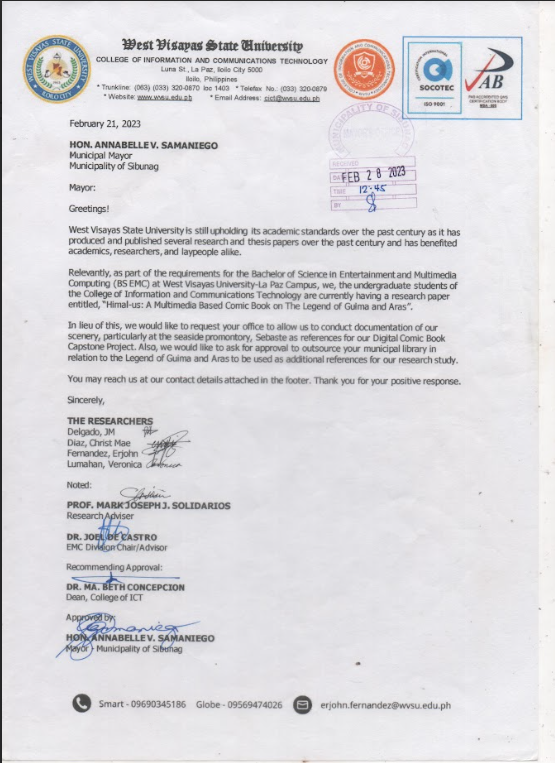 West Visayas State University
COLLEGE OF INFORMATION AND COMMUNICATIONS TECHNOLOGY
Luna St., La Paz, Iloilo City 5000
Iloilo, Philippines
* Trunkline: (063) (033) 320-0870 loc 1403 * Telefax No.: (033) 320-0879
* Website: www.wvsu.edu.ph * Email Address: cict@wvsu.edu.ph
WEST VISAYAS STATE UNIVERSITY
ILOILO CITY
SOCOTEC
ISO 9001
PAB
February 21, 2023
HON. ANNABELLE V. SAMANIEGO
Municipal Mayor
Municipality of Sibunag
RECEIVED
FEB 28 2023
TIME 12:45
BY
Mayor:
Greetings!
West Visayas State University is still upholding its academic standards over the past century as it has
produced and published several research and thesis papers over the past century and has benefited
academics, researchers, and laypeople alike.
Relevantly, as part of the requirements for the Bachelor of Science in Entertainment and Multimedia
Computing (BS EMC) at West Visayas University-La Paz Campus, we, the undergraduate students of
the College of Information and Communications Technology are currently having a research paper
entitled, "Himal-us: A Multimedia Based Comic Book on The Legend of Guima and Aras".
In lieu of this, we would like to request your office to allow us to conduct documentation of our
scenery, particularly at the seaside promontory, Sebaste as references for our Digital Comic Book
Capstone Project. Also, we would like to ask for approval to outsource your municipal library in
relation to the Legend of Guima and Aras to be used as additional references for our research study.
You may reach us at our contact details attached in the footer. Thank you for your positive response.
Sincerely,
THE RESEARCHERS
Delgado, JM
Diaz, Christ Mae
Fernandez, Erjohn
Lumahan, Veronica
Noted:
PROF. MARK JOSEPH J. SOLIDARIOS
Research Adviser
DR. JOEL DE CASTRO
EMC Division Chair/Advisor
Recommending Approval:
DR. MA. BETH CONCEPCION
Dean, College of ICT
Approved by:
HON. ANNABELLE V. SAMANIEGO
Mayor - Municipality of Sibunag
Smart - 09690345186 Globe - 09569474026 erjohn.fernandez@wvsu.edu.ph